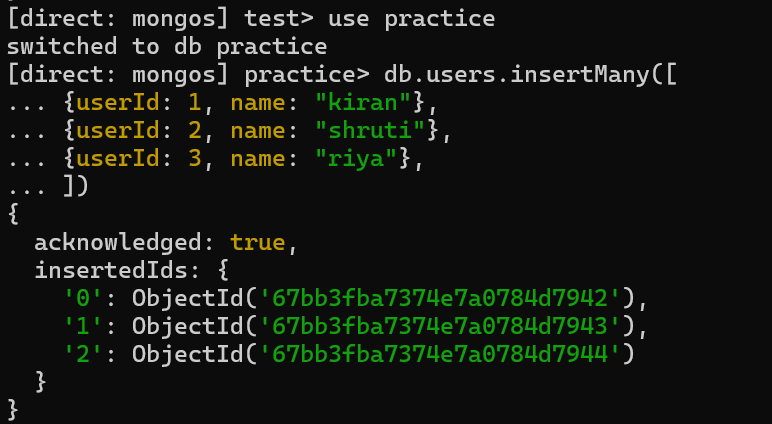 [direct: mongos] test> use practice
switched to db practice
[direct: mongos] practice> db.users.insertMany([
... {userId: 1, name: "kiran"},
... {userId: 2, name: "shruti"},
... {userId: 3, name: "riya"},
... ])
{
  acknowledged: true,
  insertedIds: {
    '0': ObjectId('67bb3fba7374e7a0784d7942'),
    '1': ObjectId('67bb3fba7374e7a0784d7943'),
    '2': ObjectId('67bb3fba7374e7a0784d7944')
  }
}